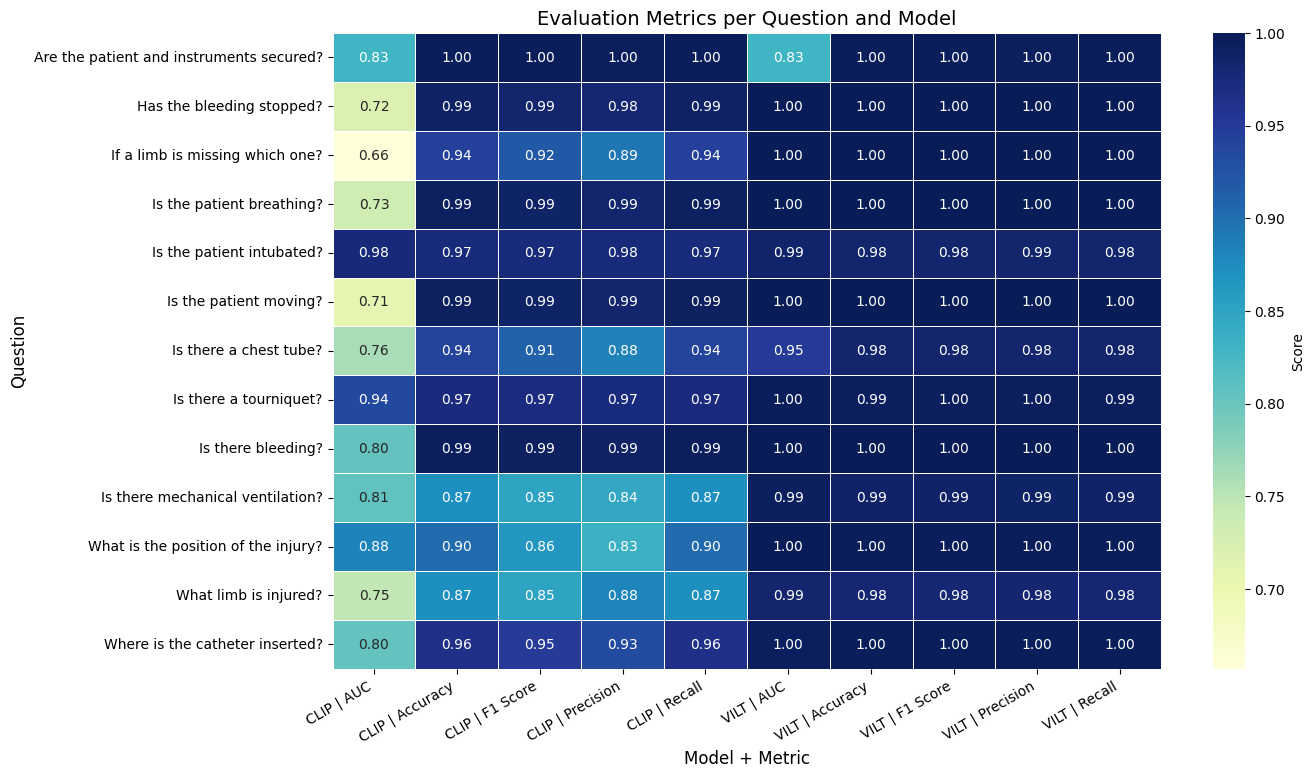 Evaluation Metrics per Question and Model
Question
Are the patient and instruments secured? 0.83 1.00 1.00 1.00 1.00 0.83 1.00 1.00 1.00 1.00
Has the bleeding stopped? 0.72 0.99 0.99 0.98 0.99 1.00 1.00 1.00 1.00 1.00
If a limb is missing which one? 0.66 0.94 0.92 0.89 0.94 1.00 1.00 1.00 1.00 1.00
Is the patient breathing? 0.73 0.99 0.99 0.99 0.99 1.00 1.00 1.00 1.00 1.00
Is the patient intubated? 0.98 0.97 0.97 0.98 0.97 0.99 0.98 0.98 0.99 0.98
Is the patient moving? 0.71 0.99 0.99 0.99 0.99 1.00 1.00 1.00 1.00 1.00
Is there a chest tube? 0.76 0.94 0.91 0.88 0.94 0.95 0.98 0.98 0.98 0.98
Is there a tourniquet? 0.94 0.97 0.97 0.97 0.97 1.00 0.99 1.00 1.00 0.99
Is there bleeding? 0.80 0.99 0.99 0.99 0.99 1.00 1.00 1.00 1.00 1.00
Is there mechanical ventilation? 0.81 0.87 0.85 0.84 0.87 0.99 0.99 0.99 0.99 0.99
What is the position of the injury? 0.88 0.90 0.86 0.83 0.90 1.00 1.00 1.00 1.00 1.00
What limb is injured? 0.75 0.87 0.85 0.88 0.87 0.99 0.98 0.98 0.98 0.98
Where is the catheter inserted? 0.80 0.96 0.95 0.93 0.96 1.00 1.00 1.00 1.00 1.00
CLIP | AUC
CLIP | Accuracy
CLIP | F1 Score
CLIP | Precision
CLIP | Recall
VILT | AUC
VILT | Accuracy
VILT | F1 Score
VILT | Precision
VILT | Recall
Model + Metric
1.00
0.95
0.90
0.85
0.80
0.75
0.70
Score